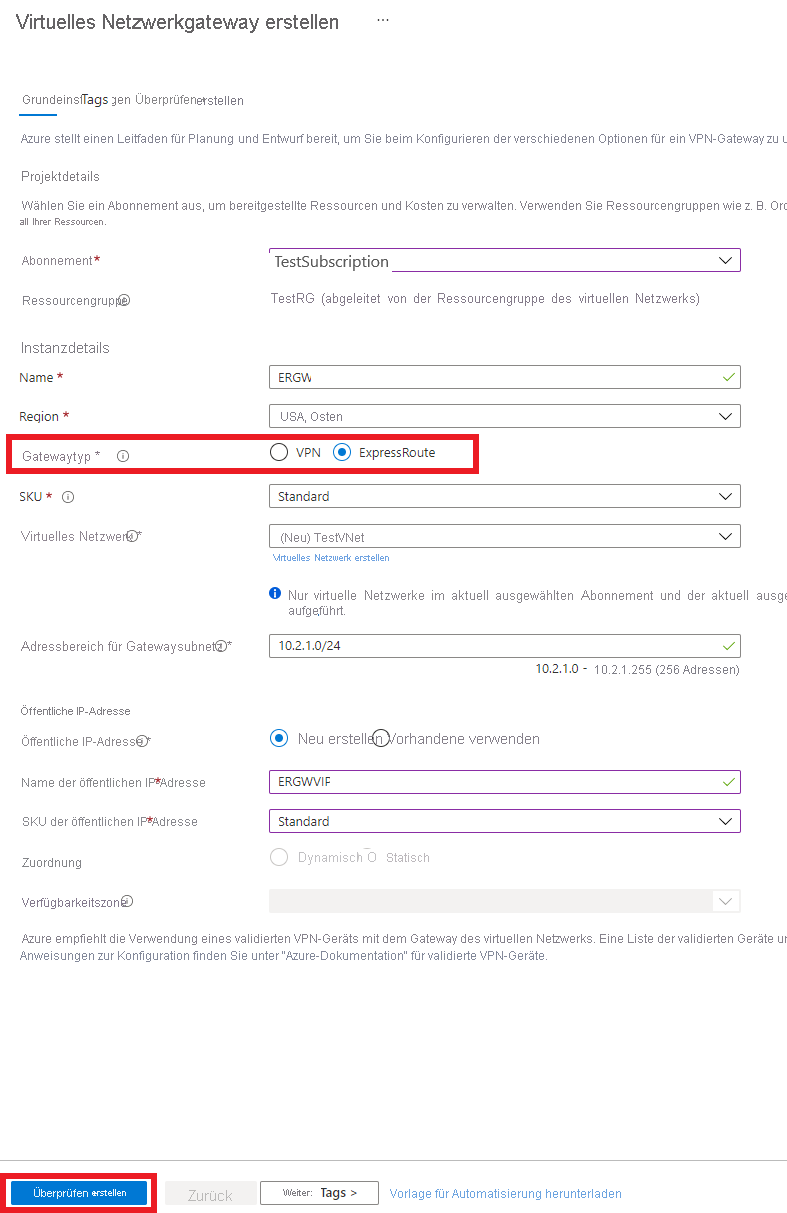 Virtuelles Netzwerkgateway erstellen ...
Tags Überprüfen + erstellen
Azure stellt einen Leitfaden für Planung und Entwurf bereit, um Sie beim Konfigurieren der verschiedenen Optionen für ein VPN-Gateway zu u
Projektdetails
Wählen Sie ein Abonnement aus, um bereitgestellte Ressourcen und Kosten zu verwalten. Verwenden Sie Ressourcengruppen wie z. B. Ord
all Ihrer Ressourcen.
Abonnement* TestSubscription
Ressourcengruppe TestRG (abgeleitet von der Ressourcengruppe des virtuellen Netzwerks)
Instanzdetails
Name * ERGW
Region * USA, Osten
Gatewaytyp * VPN ExpressRoute
SKU * Standard
Virtuelles Netzwerk* (Neu) TestVNet
Virtuelles Netzwerk erstellen
Nur virtuelle Netzwerke im aktuell ausgewählten Abonnement und der aktuell ausge
aufgeführt.
Adressbereich für Gatewaysubnetz* 10.2.1.0/24
10.2.1.0 - 10.2.1.255 (256 Adressen)
Öffentliche IP-Adresse
Öffentliche IP-Adresse* Neu erstellen Vorhandene verwenden
Name der öffentlichen IP-Adresse* ERGWVIP
SKU der öffentlichen IP-Adresse* Standard
Zuordnung Dynamisch Statisch
Verfügbarkeitszone
Azure empfiehlt die Verwendung eines validierten VPN-Geräts mit dem Gateway des virtuellen Netzwerks. Eine Liste der validierten Geräte un
Anweisungen zur Konfiguration finden Sie unter "Azure-Dokumentation" für validierte VPN-Geräte.
Überprüfen erstellen Zurück Weiter: Tags > Vorlage für Automatisierung herunterladen